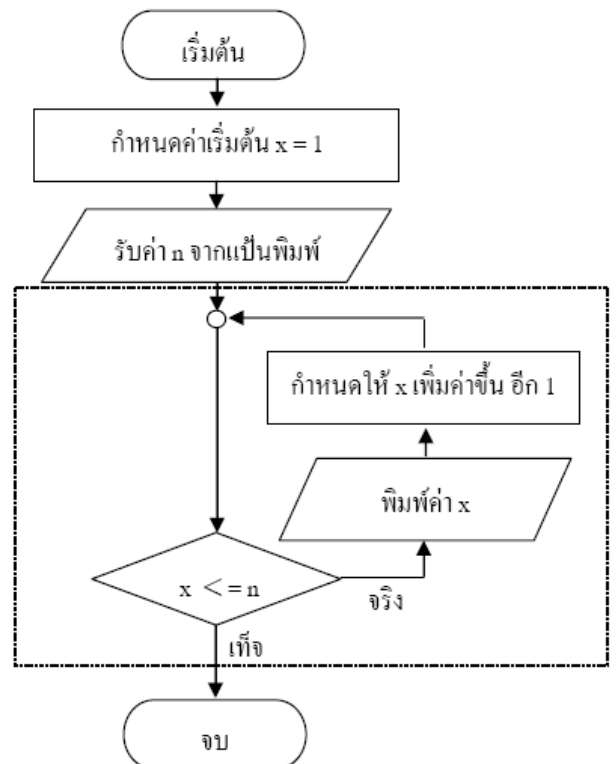 เริ่มต้น
กำหนดค่าเริ่มต้น x = 1
รับค่า n จากแป้นพิมพ์
กำหนดให้ x เพิ่มค่าขึ้น อีก 1
พิมพ์ค่า x
x < = n
จริง
เท็จ
จบ